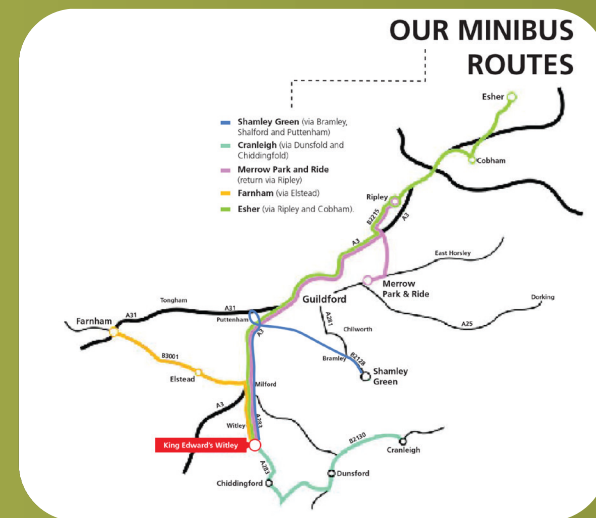 OUR MINIBUS
ROUTES
Shamley Green (via Bramley,
Shalford and Puttenham)
Cranleigh (via Dunsfold and
Chiddingfold)
Merrow Park and Ride
(return via Ripley)
Farnham (via Elstead)
Esher (via Ripley and Cobham).
Esher
Cobham
Ripley
B2215
A3
A3
East Horsley
Merrow
Park & Ride
Guildford
Dorking
A25
Tongham
A31
A31
Farnham
Puttenham
A3
A281
Chilworth
Bramley
B2128
Shamley
Green
B3001
Elstead
Milford
A3
Witley
A283
King Edward's Witley
A283
B2130
Cranleigh
Chiddingford
Dunsford